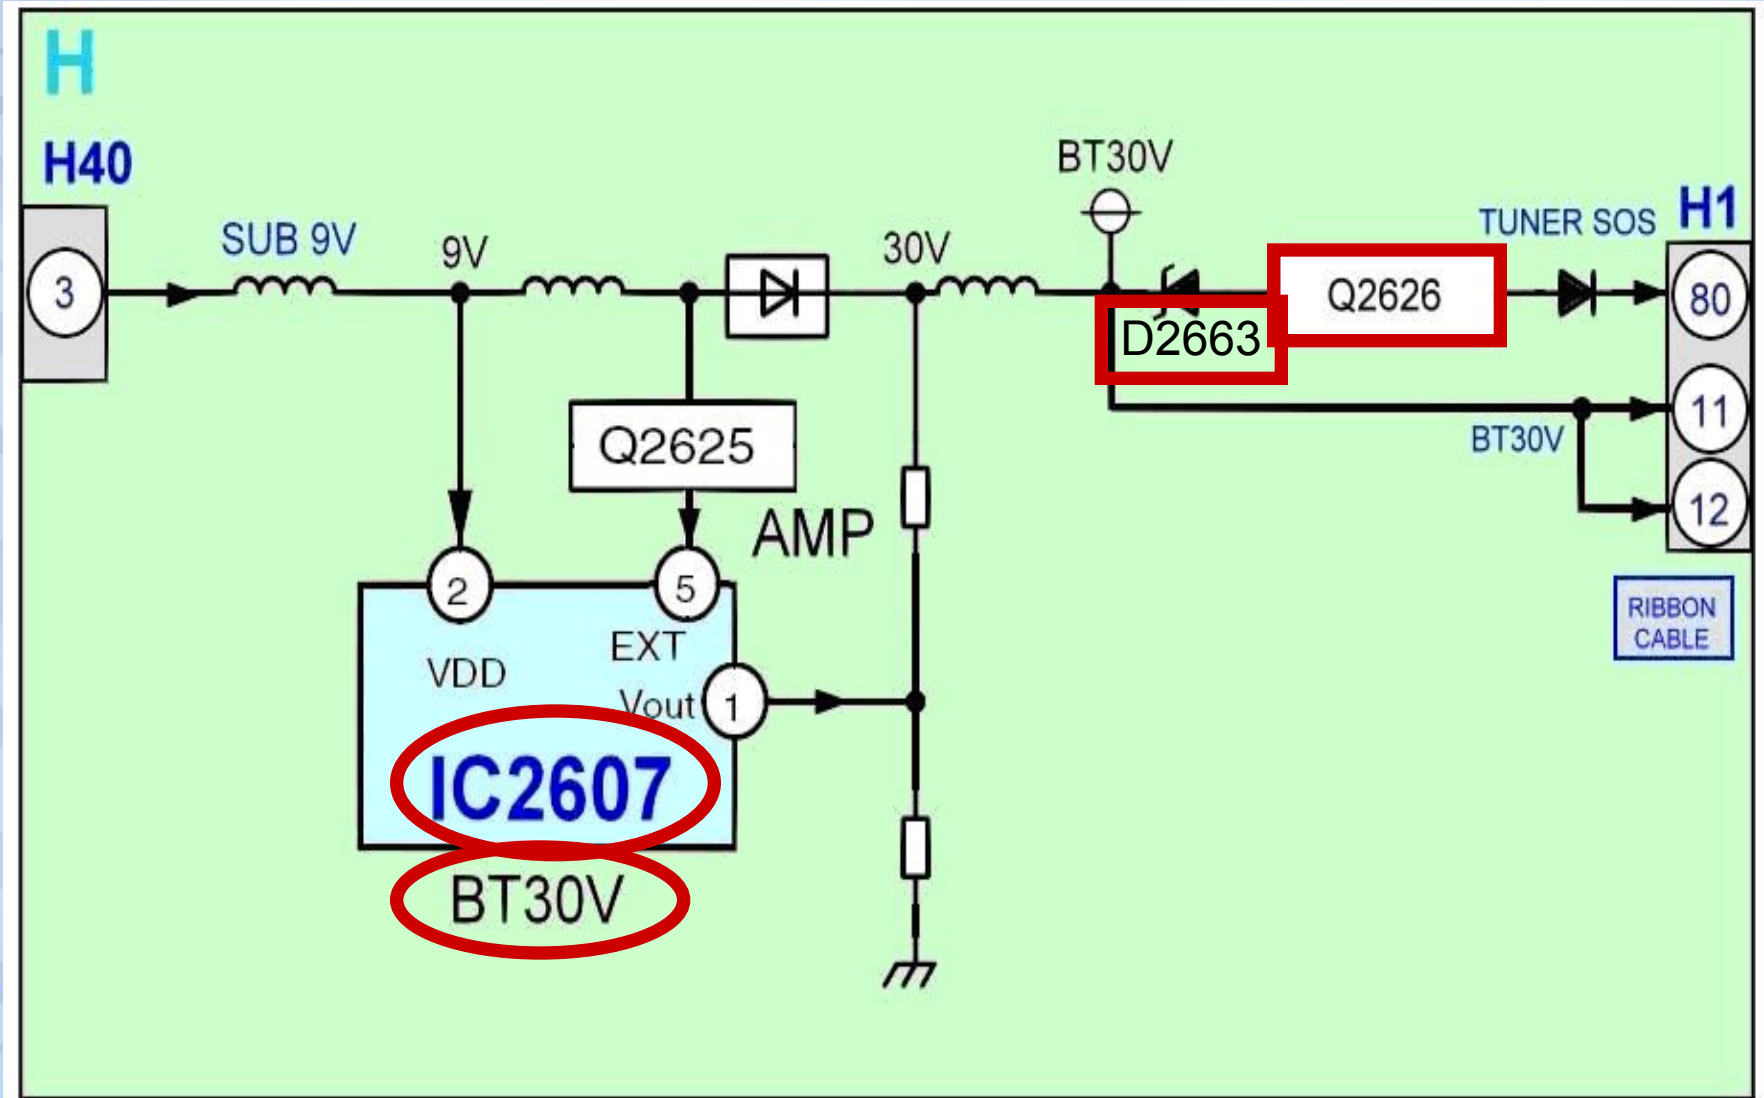 H
H40
3
SUB 9V
9V
30V
BT30V
TUNER SOS
H1
D2663
Q2626
80
11
BT30V
12
RIBBON
CABLE
Q2625
AMP
2
5
VDD
EXT
Vout
1
IC2607
BT30V